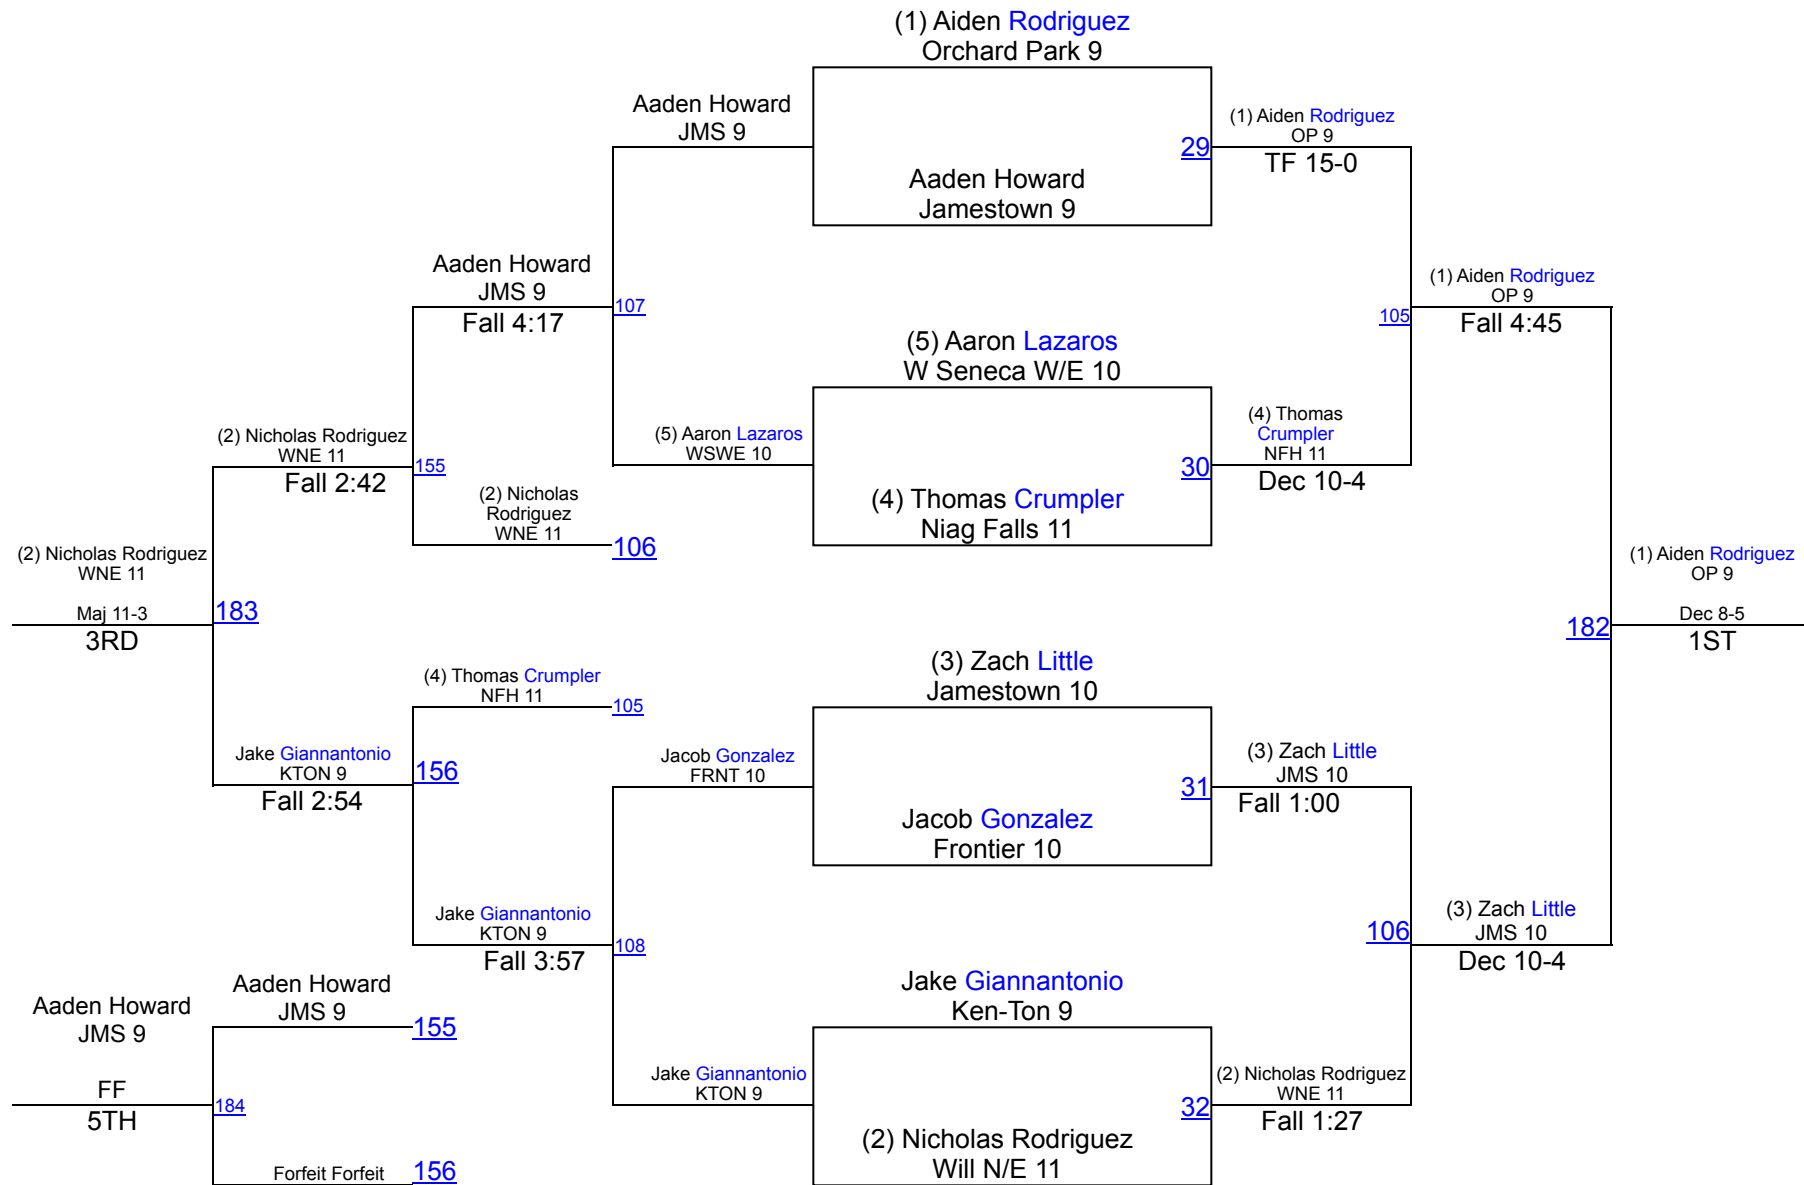 (1) Aiden Rodriguez
Orchard Park 9
Aaden Howard
JMS 9
(1) Aiden Rodriguez
OP 9
29
TF 15-0
Aaden Howard
Jamestown 9
Aaden Howard
JMS 9
107
Fall 4:17
(1) Aiden Rodriguez
OP 9
105
Fall 4:45
(5) Aaron Lazaros
W Seneca W/E 10
(2) Nicholas Rodriguez
WNE 11
155
Fall 2:42
(5) Aaron Lazaros
WSWE 10
(4) Thomas
Crumpler
NFH 11
30
Dec 10-4
(2) Nicholas
Rodriguez
WNE 11
106
(4) Thomas Crumpler
Niag Falls 11
(2) Nicholas Rodriguez
WNE 11
Maj 11-3
183
3RD
(1) Aiden Rodriguez
OP 9
Dec 8-5
182
1ST
(4) Thomas Crumpler
NFH 11
105
(3) Zach Little
Jamestown 10
Jake Giannantonio
KTON 9
156
Fall 2:54
Jacob Gonzalez
FRNT 10
(3) Zach Little
JMS 10
31
Fall 1:00
Jacob Gonzalez
Frontier 10
Jake Giannantonio
KTON 9
108
Fall 3:57
(3) Zach Little
JMS 10
106
Dec 10-4
Jake Giannantonio
Ken-Ton 9
Aaden Howard
JMS 9
Aaden Howard
JMS 9
155
FF
184
5TH
Forfeit Forfeit
156
Jake Giannantonio
KTON 9
(2) Nicholas Rodriguez
WNE 11
32
Fall 1:27
(2) Nicholas Rodriguez
Will N/E 11